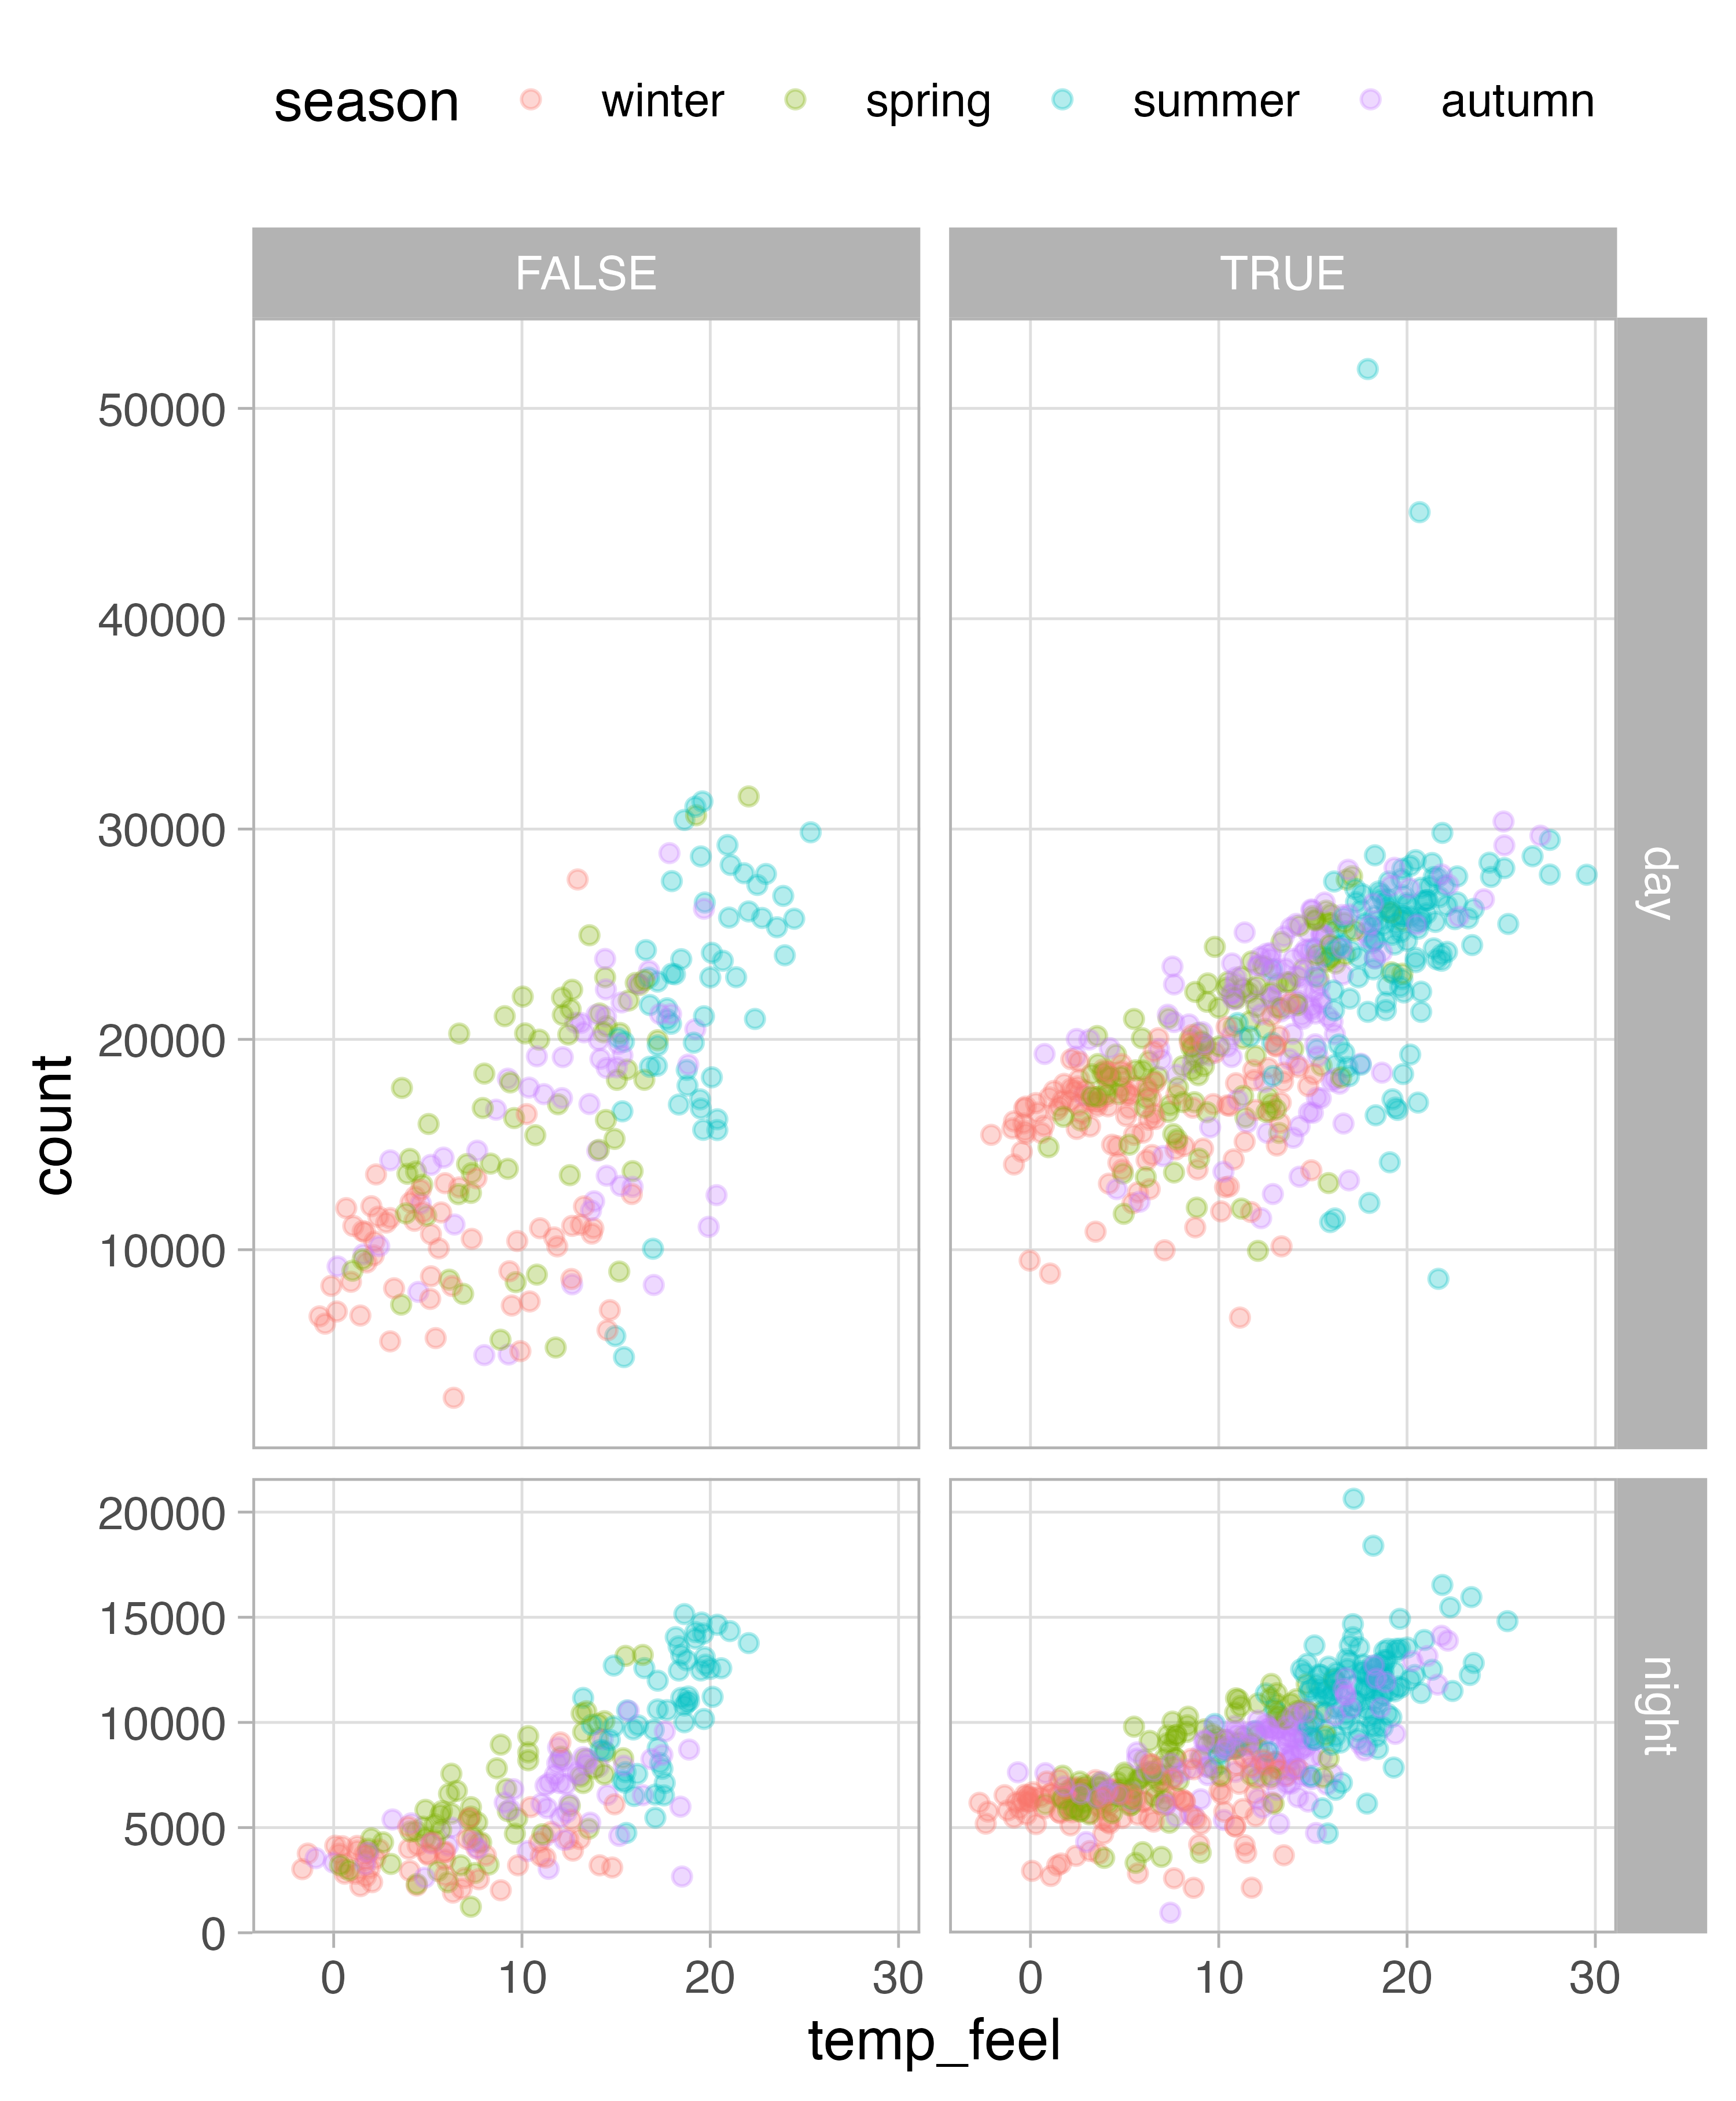 season winter spring summer autumn
FALSE TRUE
50000
40000
30000
20000
10000
day
count
20000
15000
10000
5000
0
night
0 10 20 30 0 10 20 30
temp_feel